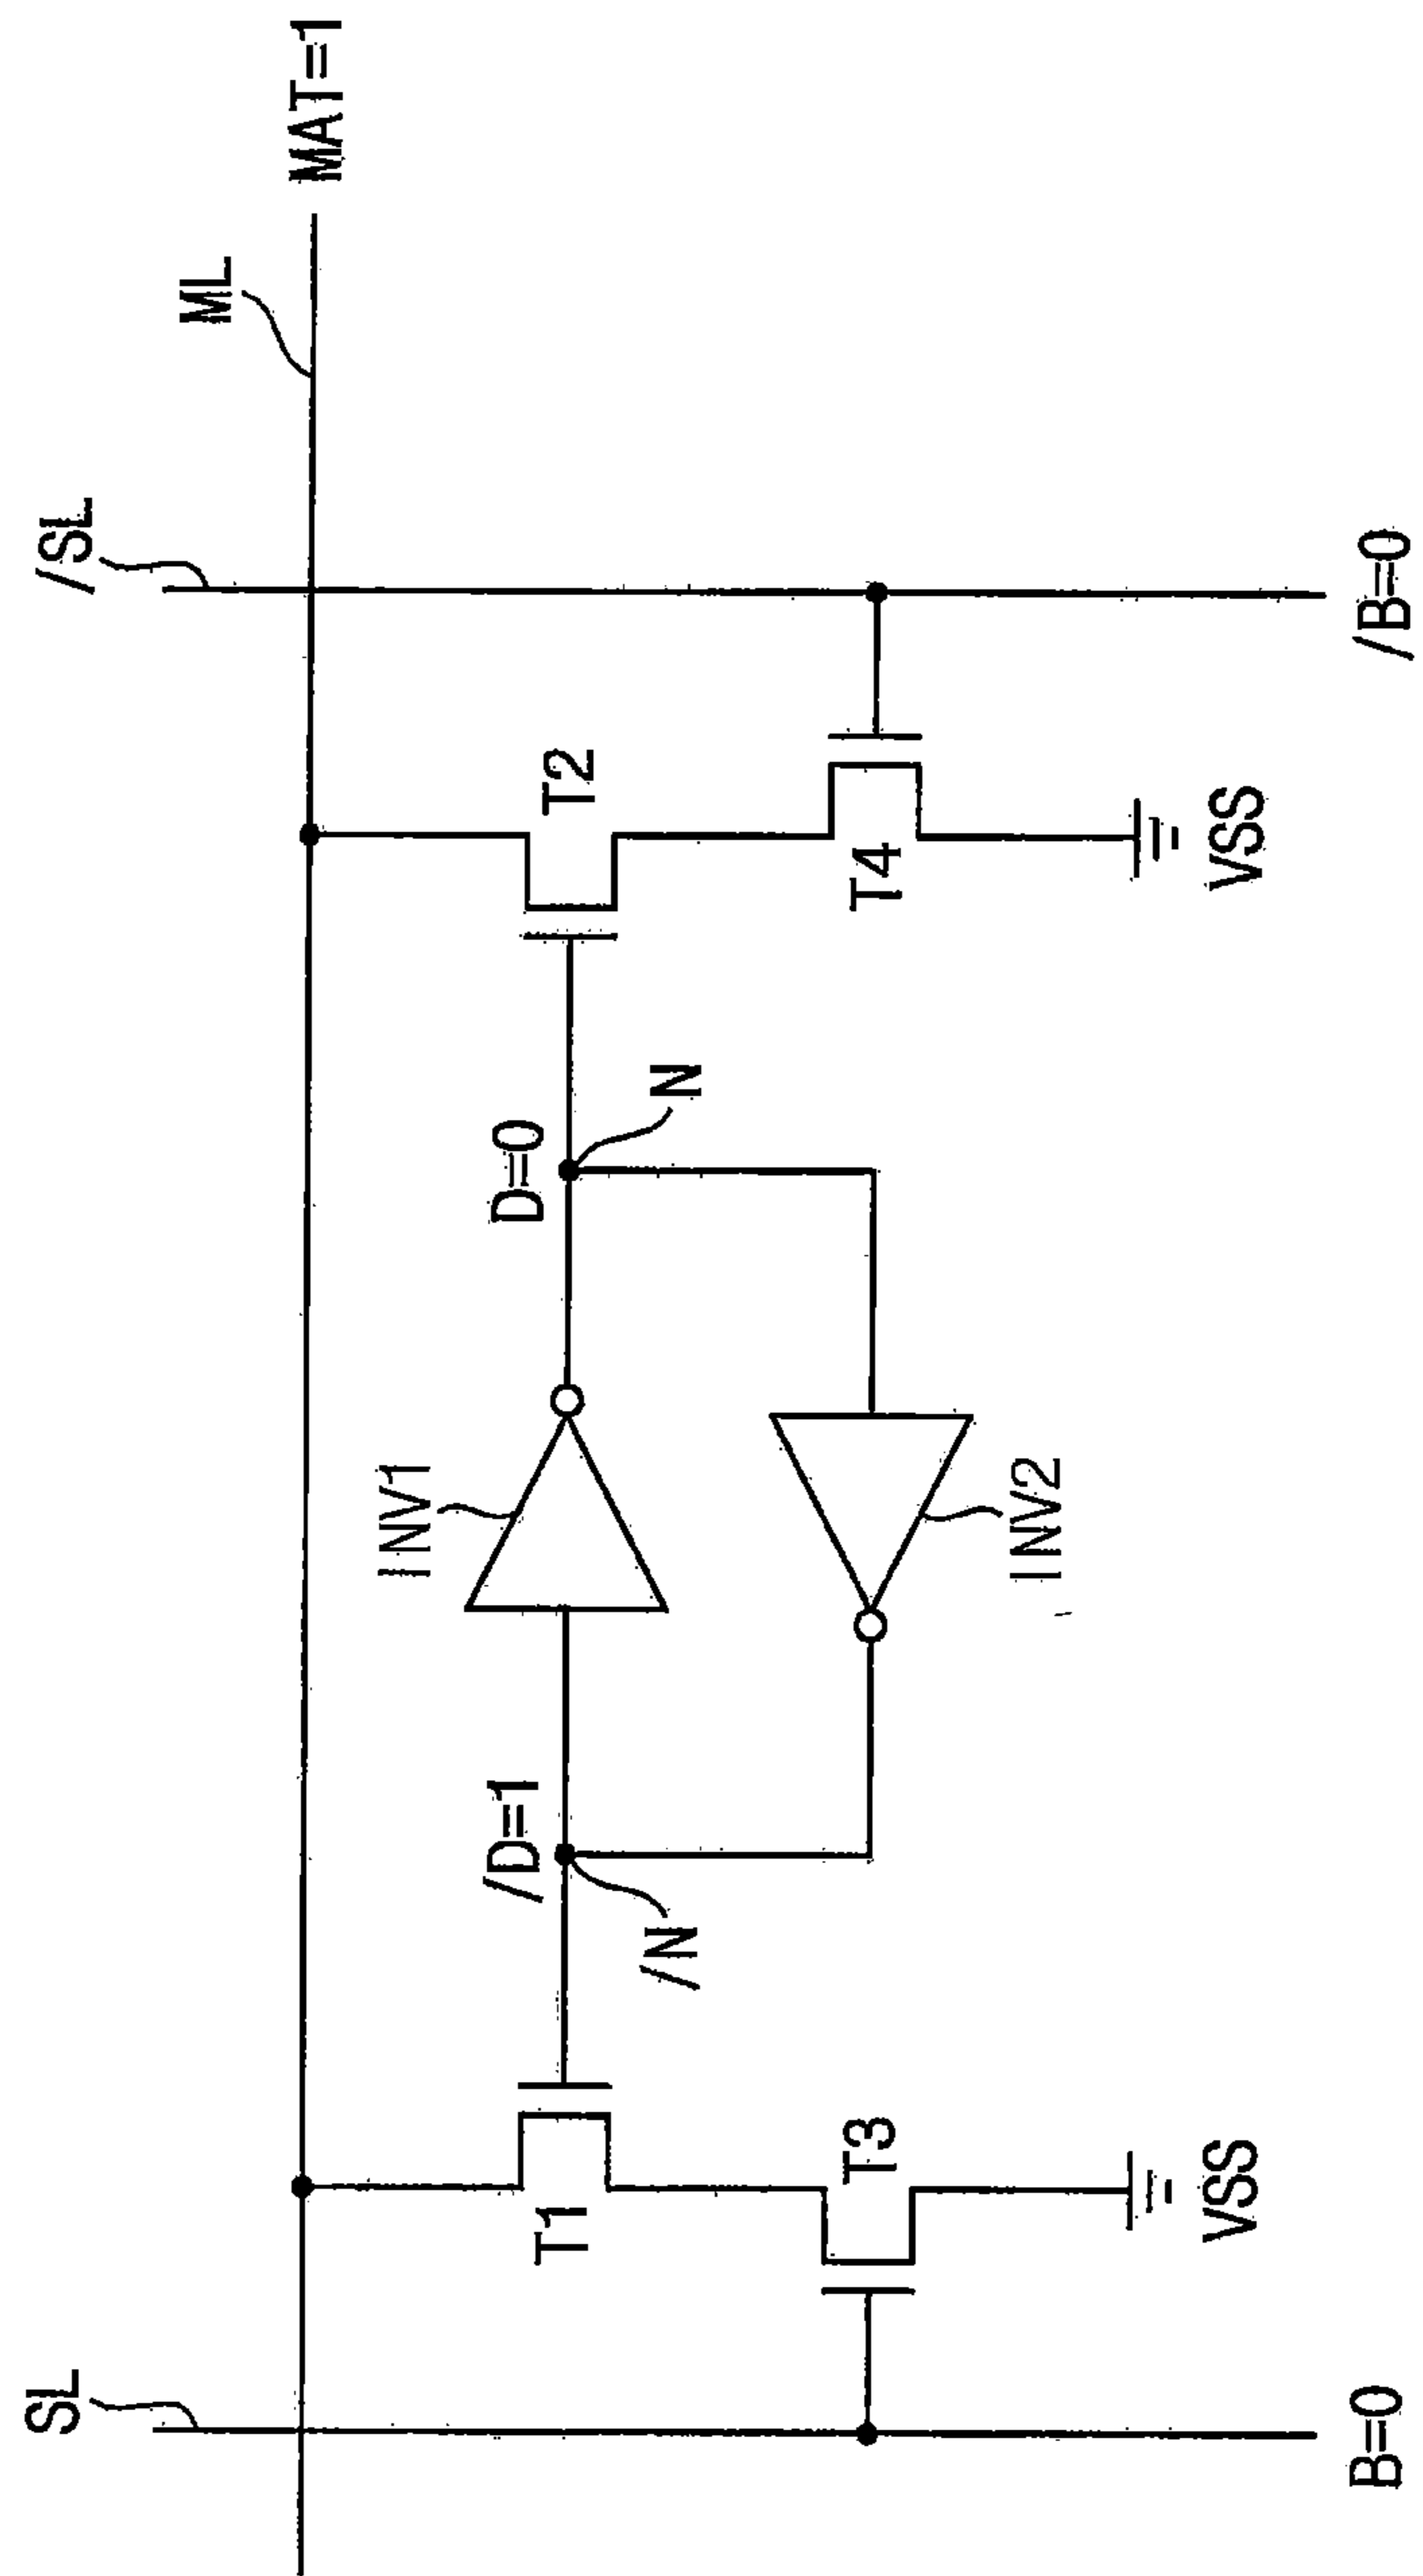 SL
/SL
ML
MAT=1
INV1
/D=1
D=0
T1
T2
/N
N
T3
T4
INV2
VSS
VSS
B=0
/B=0